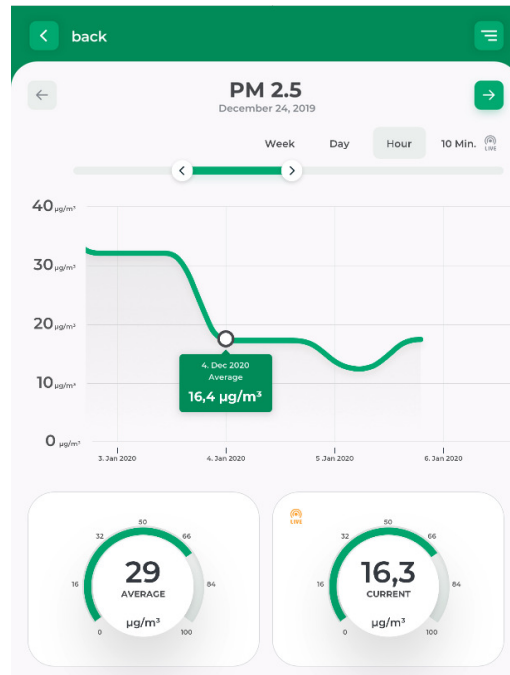 back
PM 2.5
December 24, 2019
Week Day Hour 10 Min. LIVE
40 µg/m³
30 µg/m³
20 µg/m³
4. Dec 2020
Average
16,4 µg/m³
10 µg/m³
0 µg/m³
3. Jan 2020 4. Jan 2020 5 Jan 2020 6. Jan 2020
50
32 66
16 84
29
AVERAGE
µg/m³
0 100
LIVE
50
32 66
16 84
16,3
CURRENT
µg/m³
0 100